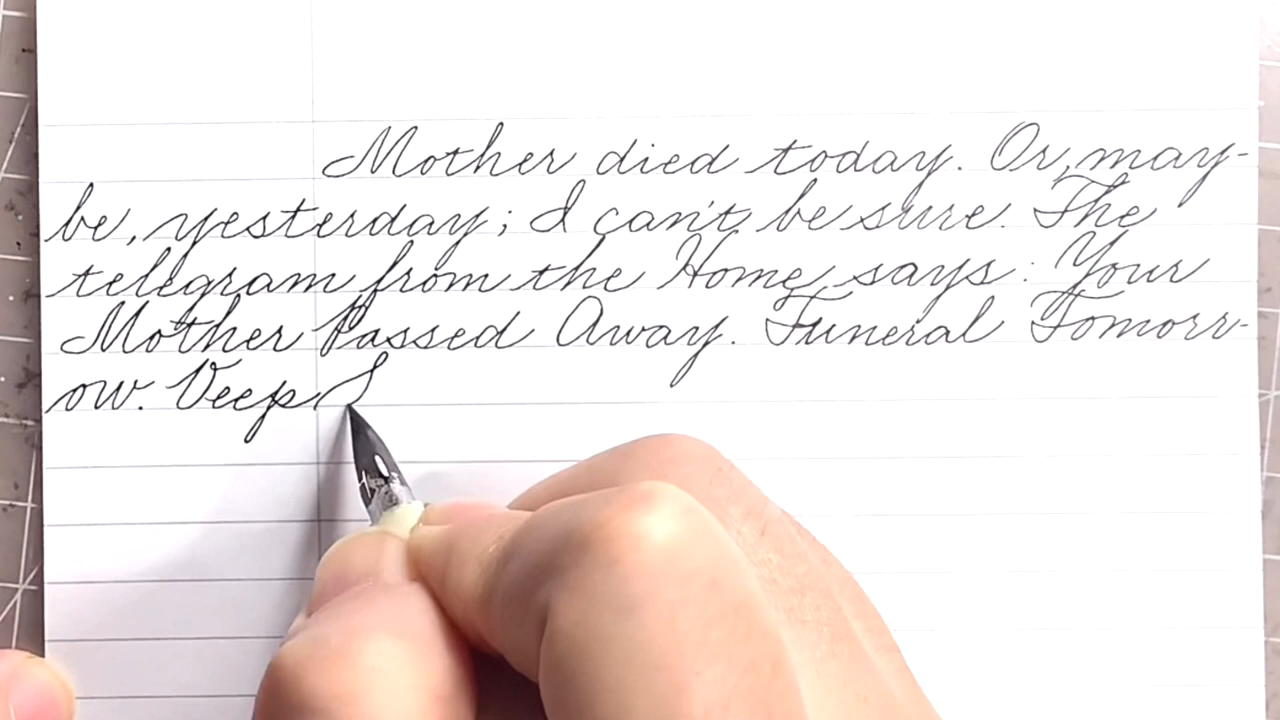 Mother died today. Or, may-
be, yesterday; I can't be sure. The
telegram from the Home says: Your
Mother Passed Away. Funeral Tomorr-
ow. Deep S